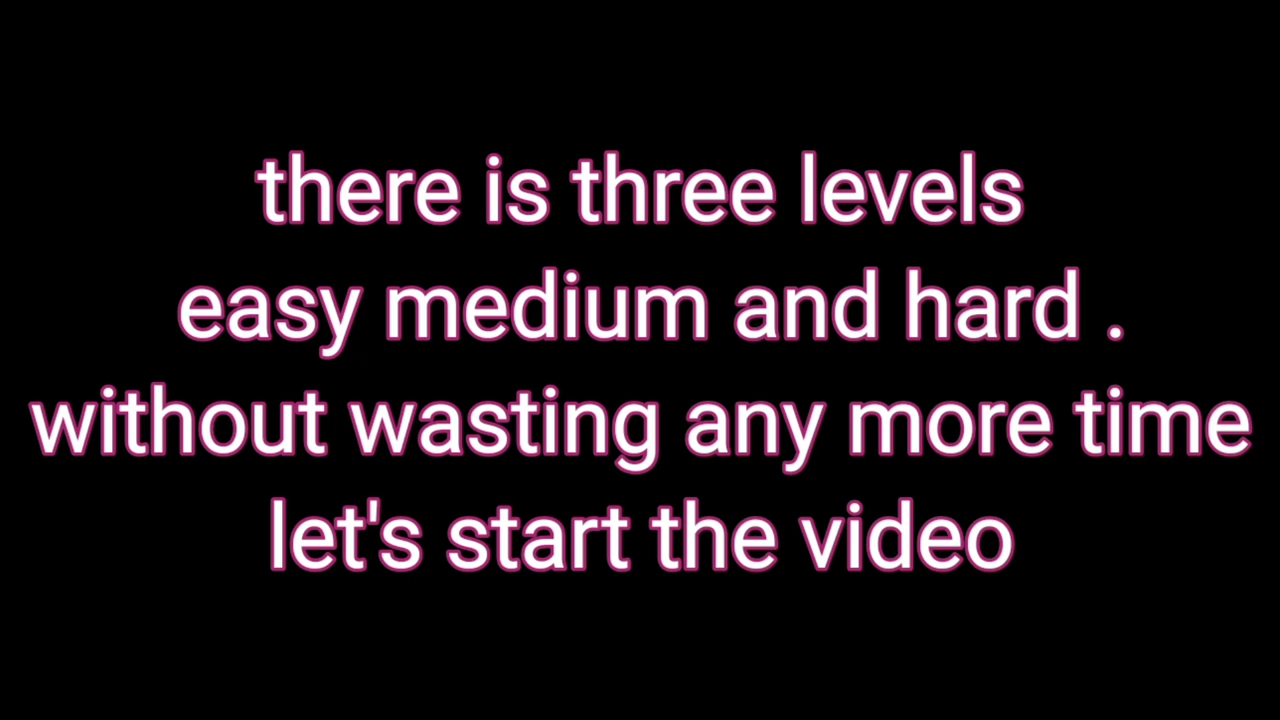 there is three levels
easy medium and hard .
without wasting any more time
let's start the video